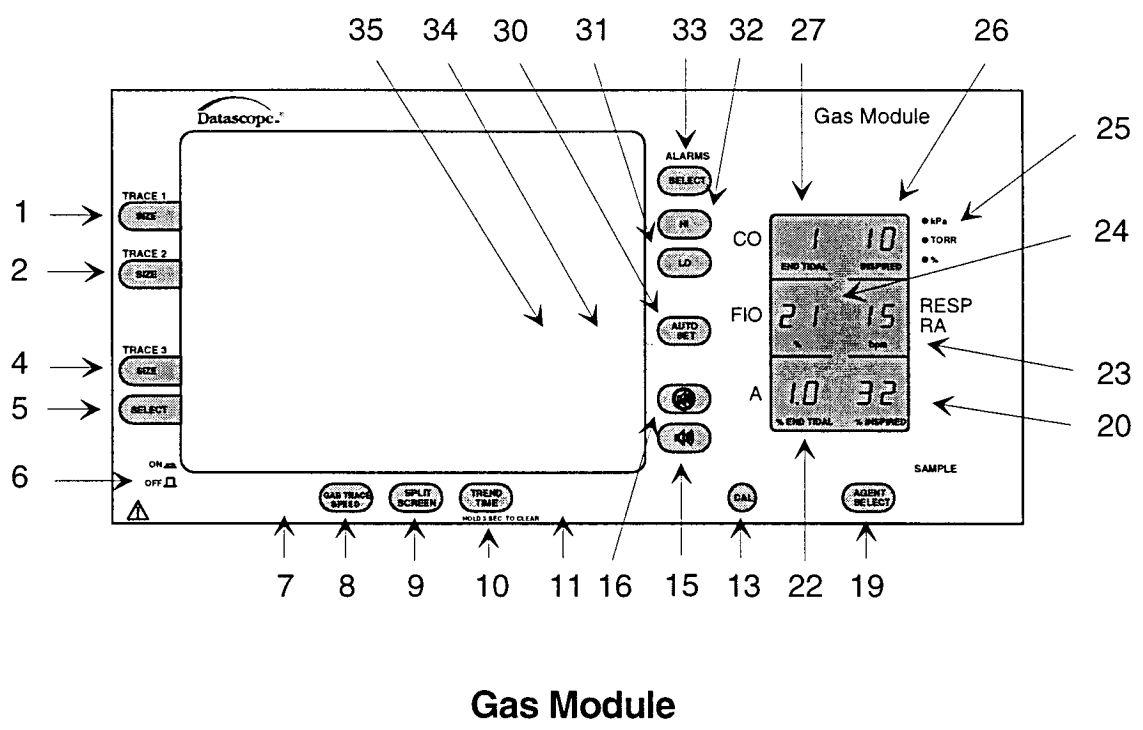 35 34 30 31 33 32 27 26
Datascope
Gas Module
25
ALARMS
SELECT
TRACE 1
1 SIZE
HI
CO 1 10
END TIDAL INSPIRED
kPa
TORR
%
24
TRACE 2
2 SIZE
LO
FIO 21 15
% bpm
RESP
RA
AUTO
SET
23
TRACE 3
4 SIZE
5 SELECT
A 1.0 32
% END TIDAL % INSPIRED
20
6 ON
OFF
SAMPLE
GAS TRACE
SPEED
SPLIT
SCREEN
TREND
TIME
HOLD 3 SEC TO CLEAR
CAL
AGENT
SELECT
7 8 9 10 11 16 15 13 22 19
Gas Module